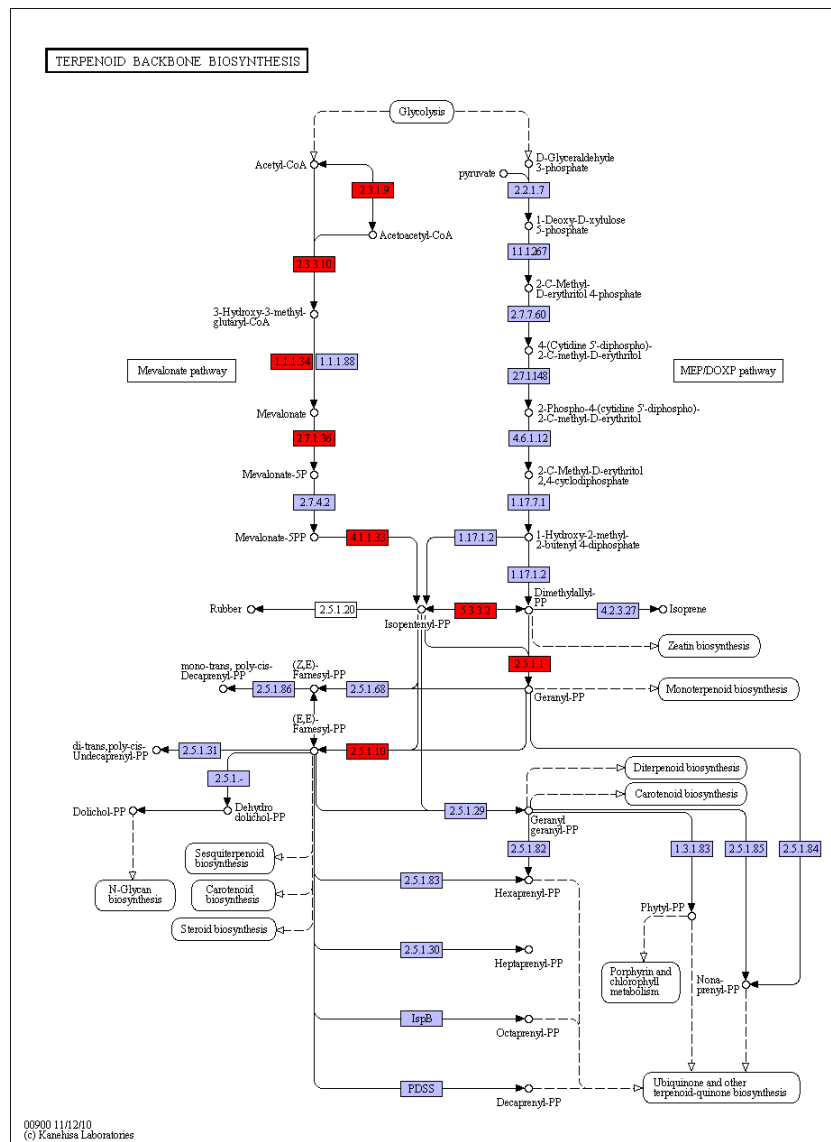 TERPENOID BACKBONE BIOSYNTHESIS
Glycolysis
Acetyl-CoA
D-Glyceraldehyde
3-phosphate
pyruvate
2.3.1.9
2.2.1.7
Acetoacetyl-CoA
1-Deoxy-D-xylulose
5-phosphate
2.3.3.10
1.1.1.267
2-C-Methyl-
D-erythritol 4-phosphate
3-Hydroxy-3-methyl-
glutaryl-CoA
2.7.7.60
4-(Cytidine 5'-diphospho)-
2-C-methyl-D-erythritol
1.1.1.34
1.1.1.88
Mevalonate pathway
MEP/DOXP pathway
2.7.1.148
Mevalonate
2-Phospho-4-(cytidine 5'-diphospho)-
2-C-methyl-D-erythritol
2.7.1.36
4.6.1.12
Mevalonate-5P
2-C-Methyl-D-erythritol
2,4-cyclodiphosphate
2.7.4.2
1.17.7.1
Mevalonate-5PP
4.1.1.33
1.17.1.2
1-Hydroxy-2-methyl-
2-butenyl 4-diphosphate
1.17.1.2
Dimethylallyl-
PP
Rubber
2.5.1.20
5.3.3.2
4.2.3.27
Isoprene
Isopentenyl-PP
Zeatin biosynthesis
2.5.1.1
mono-trans, poly-cis-
Decaprenyl-PP
(Z,E)-
Farnesyl-PP
2.5.1.86
2.5.1.68
Geranyl-PP
Monoterpenoid biosynthesis
(E,E)-
Farnesyl-PP
di-trans,poly-cis-
Undecaprenyl-PP
2.5.1.31
2.5.1.10
2.5.1.-
Diterpenoid biosynthesis
Carotenoid biosynthesis
Dolichol-PP
Dehydro
dolichol-PP
2.5.1.29
Geranyl
geranyl-PP
Sesquiterpenoid
biosynthesis
2.5.1.82
1.3.1.83
2.5.1.85
2.5.1.84
N-Glycan
biosynthesis
Carotenoid
biosynthesis
2.5.1.83
Hexaprenyl-PP
Steroid biosynthesis
Phytyl-PP
2.5.1.30
Heptaprenyl-PP
Porphyrin and
chlorophyll
metabolism
Nona-
prenyl-PP
IspB
Octaprenyl-PP
PDSS
Decaprenyl-PP
Ubiquinone and other
terpenoid-quinone biosynthesis
00900 11/12/10
(c) Kanehisa Laboratories